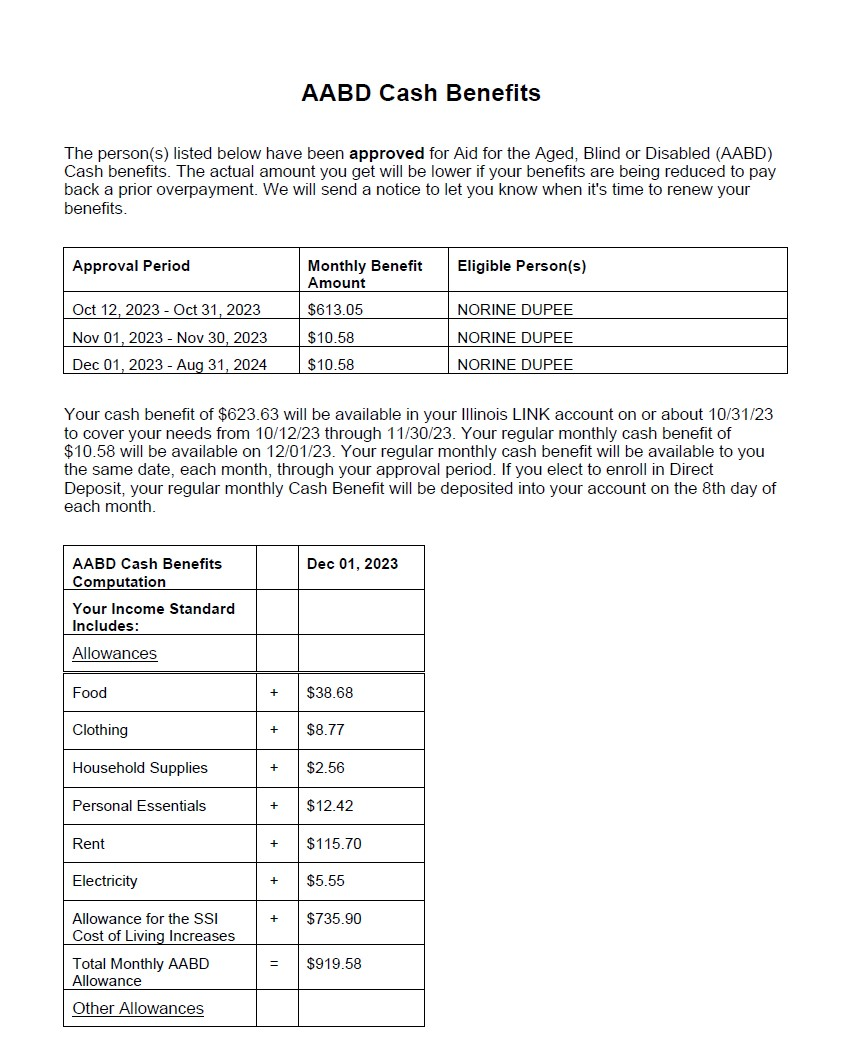 AABD Cash Benefits
The person(s) listed below have been approved for Aid for the Aged, Blind or Disabled (AABD)
Cash benefits. The actual amount you get will be lower if your benefits are being reduced to pay
back a prior overpayment. We will send a notice to let you know when it's time to renew your
benefits.
Approval Period Monthly Benefit Amount Eligible Person(s)
Oct 12, 2023 - Oct 31, 2023 $613.05 NORINE DUPEE
Nov 01, 2023 - Nov 30, 2023 $10.58 NORINE DUPEE
Dec 01, 2023 - Aug 31, 2024 $10.58 NORINE DUPEE
Your cash benefit of $623.63 will be available in your Illinois LINK account on or about 10/31/23
to cover your needs from 10/12/23 through 11/30/23. Your regular monthly cash benefit of
$10.58 will be available on 12/01/23. Your regular monthly cash benefit will be available to you
the same date, each month, through your approval period. If you elect to enroll in Direct
Deposit, your regular monthly Cash Benefit will be deposited into your account on the 8th day of
each month.
AABD Cash Benefits Dec 01, 2023
Computation
Your Income Standard
Includes:
Allowances
Food + $38.68
Clothing + $8.77
Household Supplies + $2.56
Personal Essentials + $12.42
Rent + $115.70
Electricity + $5.55
Allowance for the SSI + $735.90
Cost of Living Increases
Total Monthly AABD = $919.58
Allowance
Other Allowances